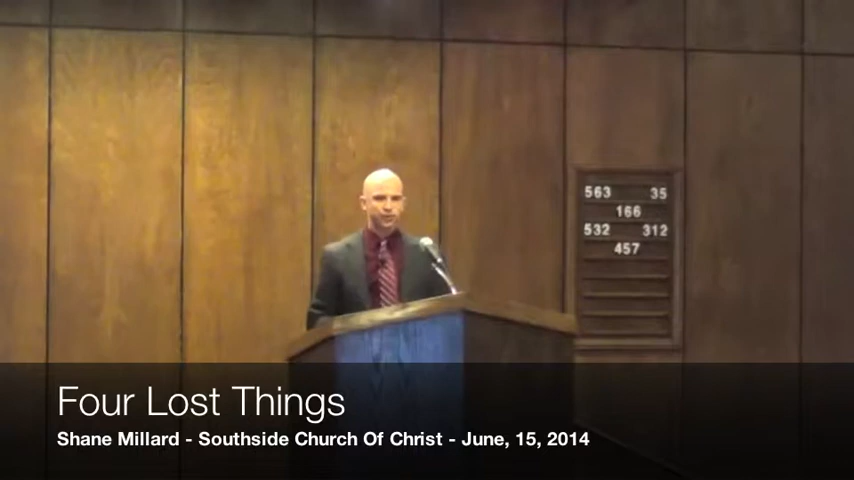 563 35
166
532 312
457
Four Lost Things
Shane Millard - Southside Church Of Christ - June, 15, 2014